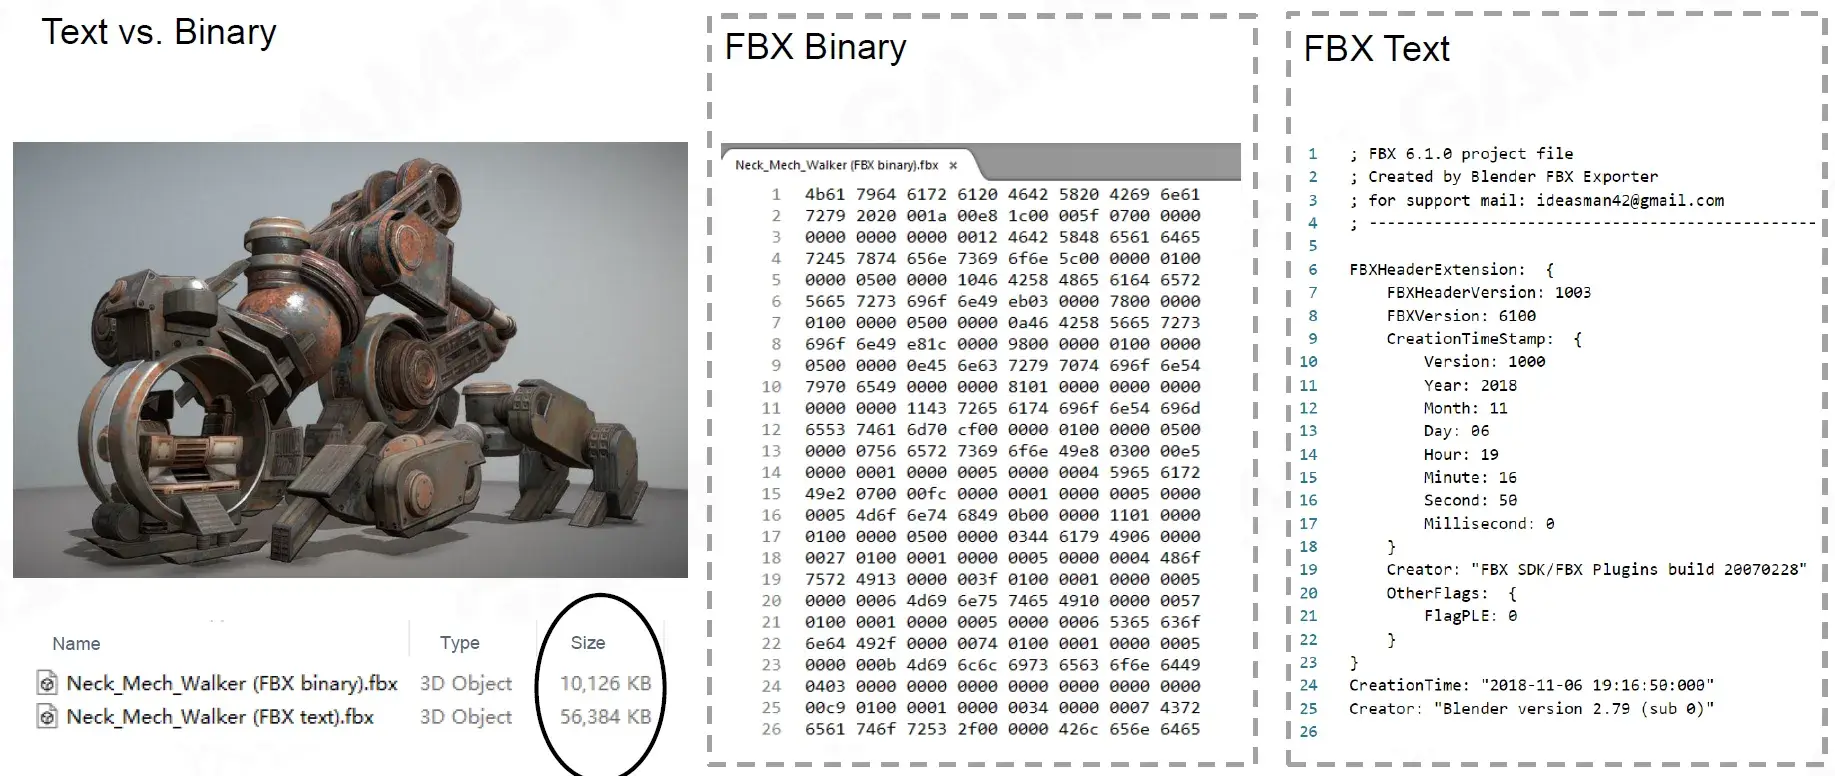 Text vs. Binary
Name Type Size
Neck_Mech_Walker (FBX binary).fbx 3D Object 10,126 KB
Neck_Mech_Walker (FBX text).fbx 3D Object 56,384 KB
FBX Binary
Neck_Mech_Walker (FBX binary).fbx ×
1 4b61 7964 6172 6120 4642 5820 4269 6e61
2 7279 2020 001a 00e8 1c00 005f 0700 0000
3 0000 0000 0000 0012 4642 5848 6561 6465
4 7245 7874 656e 7369 6f6e 5c00 0000 0100
5 0000 0500 0000 1046 4258 4865 6164 6572
6 5665 7273 696f 6e49 eb03 0000 7800 0000
7 0100 0000 0500 0000 0a46 4258 5665 7273
8 696f 6e49 e81c 0000 9800 0000 0100 0000
9 0500 0000 0e45 6e63 7279 7074 696f 6e54
10 7970 6549 0000 0000 8101 0000 0000 0000
11 0000 0000 1143 7265 6174 696f 6e54 696d
12 6553 7461 6d70 cf00 0000 0100 0000 0500
13 0000 0756 6572 7369 6f6e 49e8 0300 00e5
14 0000 0001 0000 0005 0000 0004 5965 6172
15 49e2 0700 00fc 0000 0001 0000 0005 0000
16 0005 4d6f 6e74 6849 0b00 0000 1101 0000
17 0100 0000 0500 0000 0344 6179 4906 0000
18 0027 0100 0001 0000 0005 0000 0004 486f
19 7572 4913 0000 003f 0100 0001 0000 0005
20 0000 0006 4d69 6e75 7465 4910 0000 0057
21 0100 0001 0000 0005 0000 0006 5365 636f
22 6e64 492f 0000 0074 0100 0001 0000 0005
23 0000 000b 4d69 6c6c 6973 6563 6f6e 6449
24 0403 0000 0000 0000 0000 0000 0000 0000
25 00c9 0100 0001 0000 0034 0000 0007 4372
26 6561 746f 7253 2f00 0000 426c 656e 6465
FBX Text
1 ; FBX 6.1.0 project file
2 ; Created by Blender FBX Exporter
3 ; for support mail: ideasman42@gmail.com
4 ; ------------------------------------------------
5
6 FBXHeaderExtension: {
7 FBXHeaderVersion: 1003
8 FBXVersion: 6100
9 CreationTimeStamp: {
10 Version: 1000
11 Year: 2018
12 Month: 11
13 Day: 06
14 Hour: 19
15 Minute: 16
16 Second: 50
17 Millisecond: 0
18 }
19 Creator: "FBX SDK/FBX Plugins build 20070228"
20 OtherFlags: {
21 FlagPLE: 0
22 }
23 }
24 CreationTime: "2018-11-06 19:16:50:000"
25 Creator: "Blender version 2.79 (sub 0)"
26